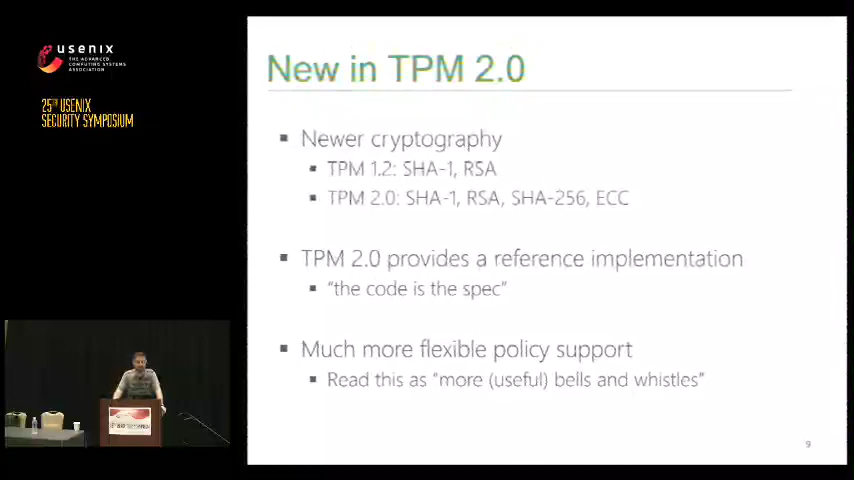 usenix
THE ADVANCED
COMPUTING SYSTEMS
ASSOCIATION
25TH USENIX
SECURITY SYMPOSIUM
New in TPM 2.0
▪ Newer cryptography
▪ TPM 1.2: SHA-1, RSA
▪ TPM 2.0: SHA-1, RSA, SHA-256, ECC
▪ TPM 2.0 provides a reference implementation
▪ "the code is the spec"
▪ Much more flexible policy support
▪ Read this as "more (useful) bells and whistles"
9